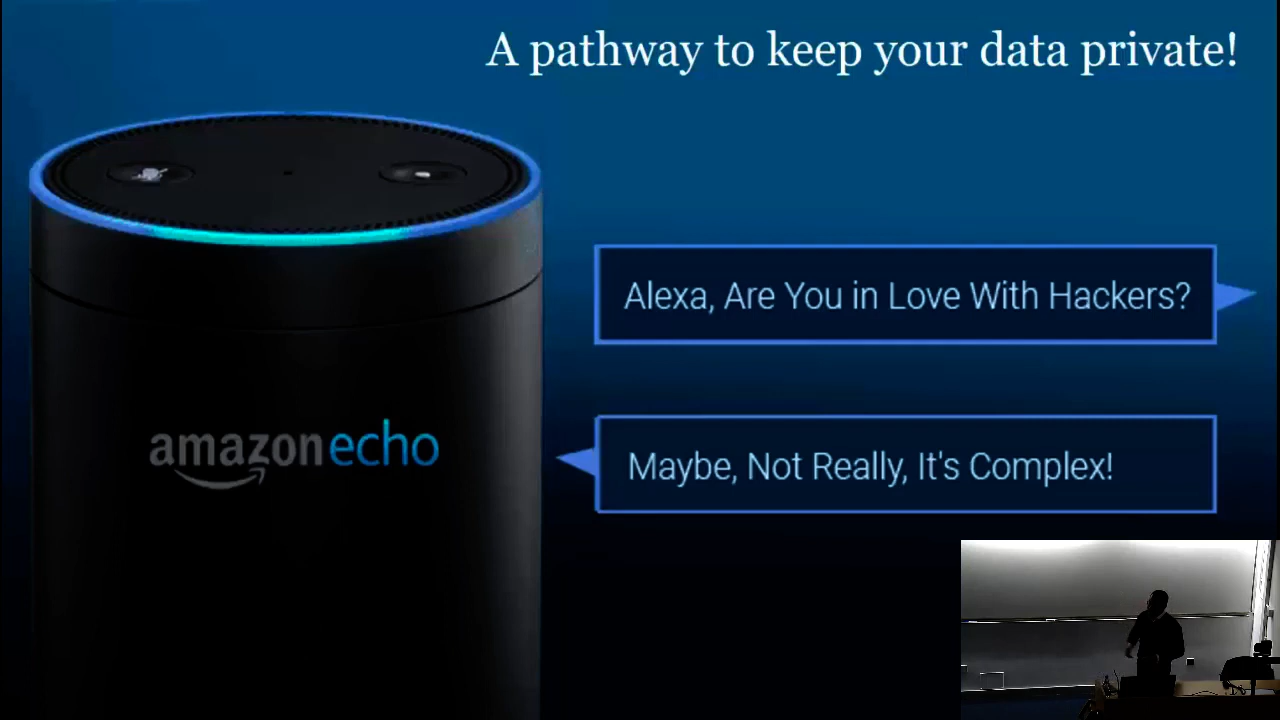 A pathway to keep your data private!
Alexa, Are You in Love With Hackers?
Maybe, Not Really, It's Complex!
amazon echo